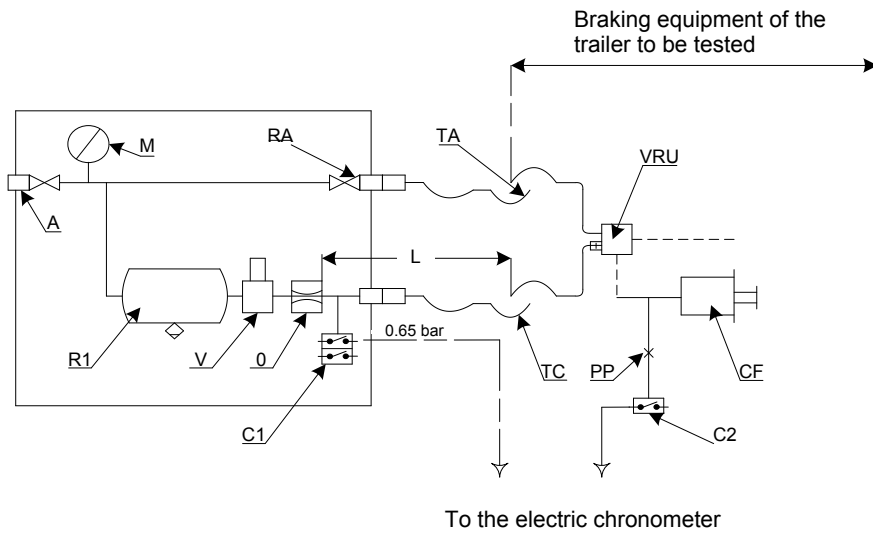 Braking equipment of the
trailer to be tested
M
RA
TA
VRU
A
L
R1
V
0
0.65 bar
TC
PP
CF
C1
C2
To the electric chronometer